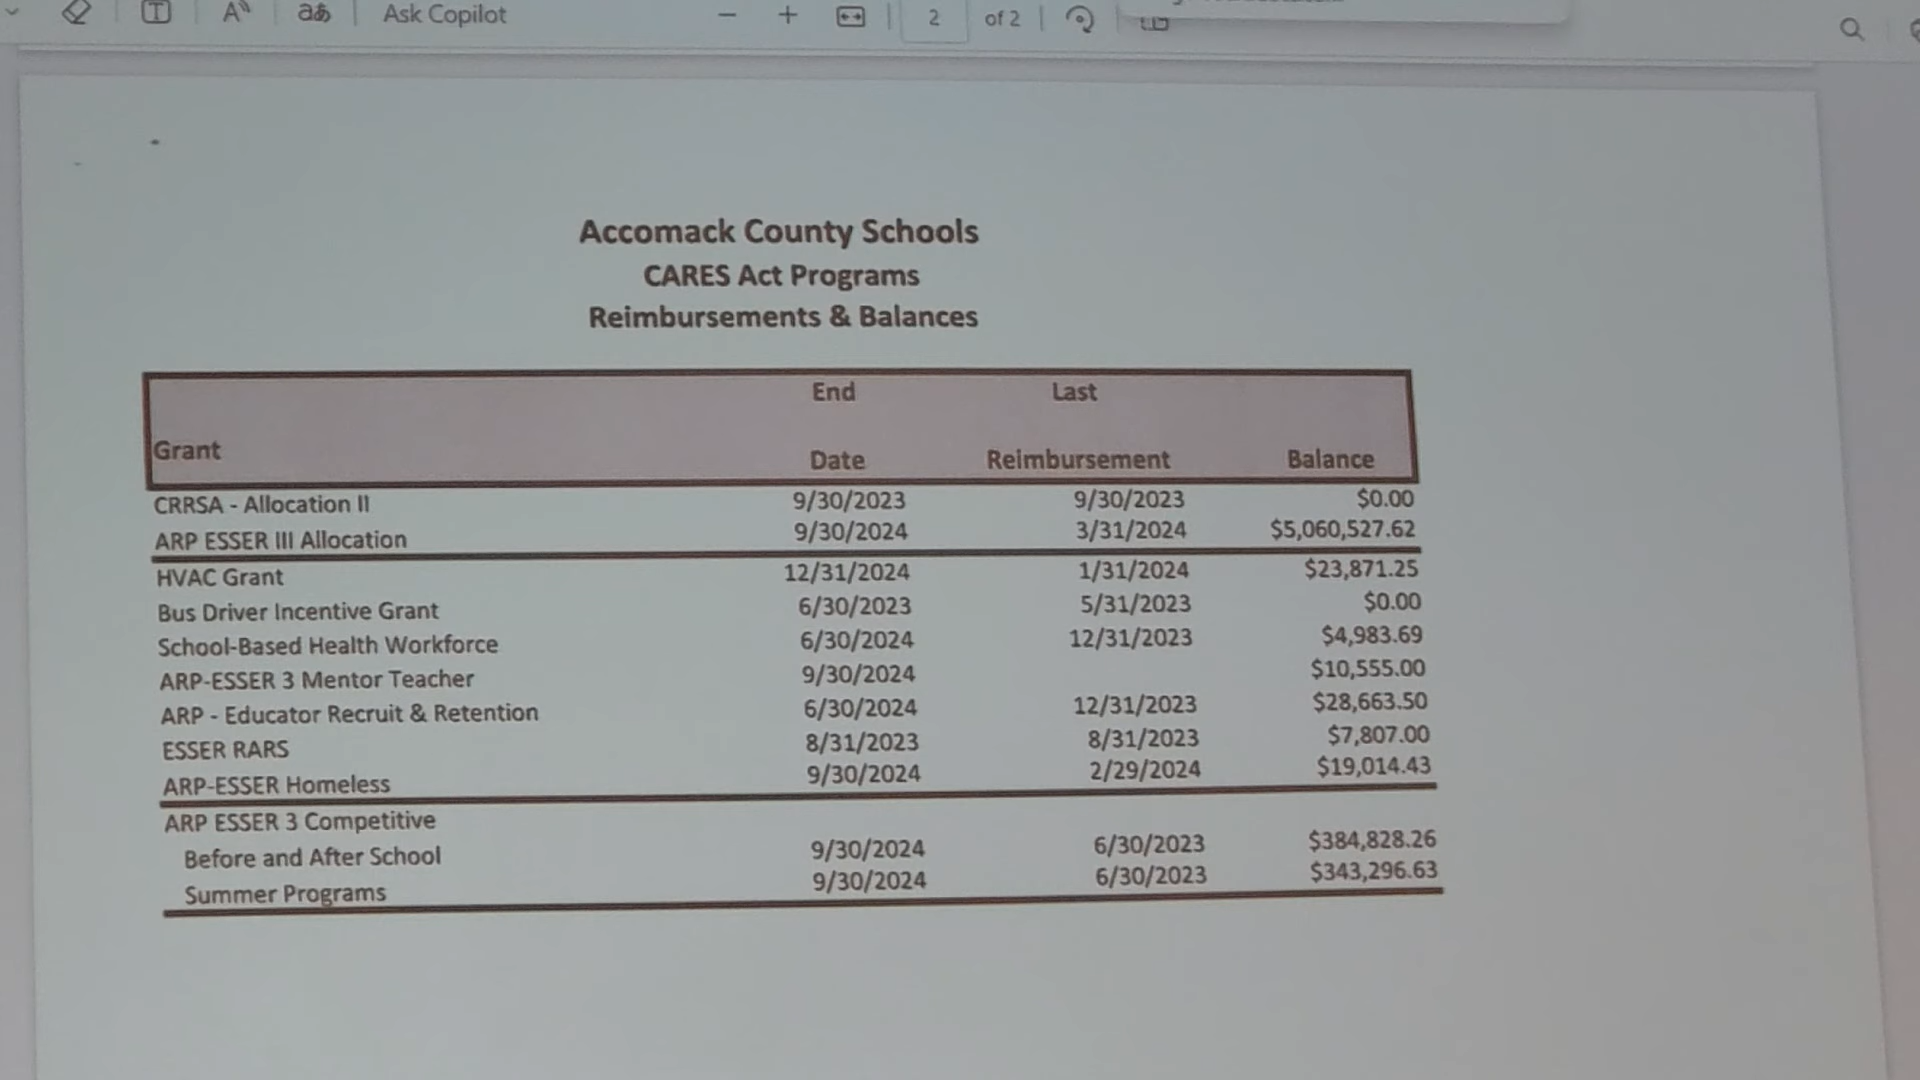 Ask Copilot
2 of 2
Accomack County Schools
CARES Act Programs
Reimbursements & Balances
End Last
Grant Date Reimbursement Balance
CRRSA - Allocation II 9/30/2023 9/30/2023 $0.00
ARP ESSER III Allocation 9/30/2024 3/31/2024 $5,060,527.62
HVAC Grant 12/31/2024 1/31/2024 $23,871.25
Bus Driver Incentive Grant 6/30/2023 5/31/2023 $0.00
School-Based Health Workforce 6/30/2024 12/31/2023 $4,983.69
ARP-ESSER 3 Mentor Teacher 9/30/2024 $10,555.00
ARP - Educator Recruit & Retention 6/30/2024 12/31/2023 $28,663.50
ESSER RARS 8/31/2023 8/31/2023 $7,807.00
ARP-ESSER Homeless 9/30/2024 2/29/2024 $19,014.43
ARP ESSER 3 Competitive
Before and After School 9/30/2024 6/30/2023 $384,828.26
Summer Programs 9/30/2024 6/30/2023 $343,296.63